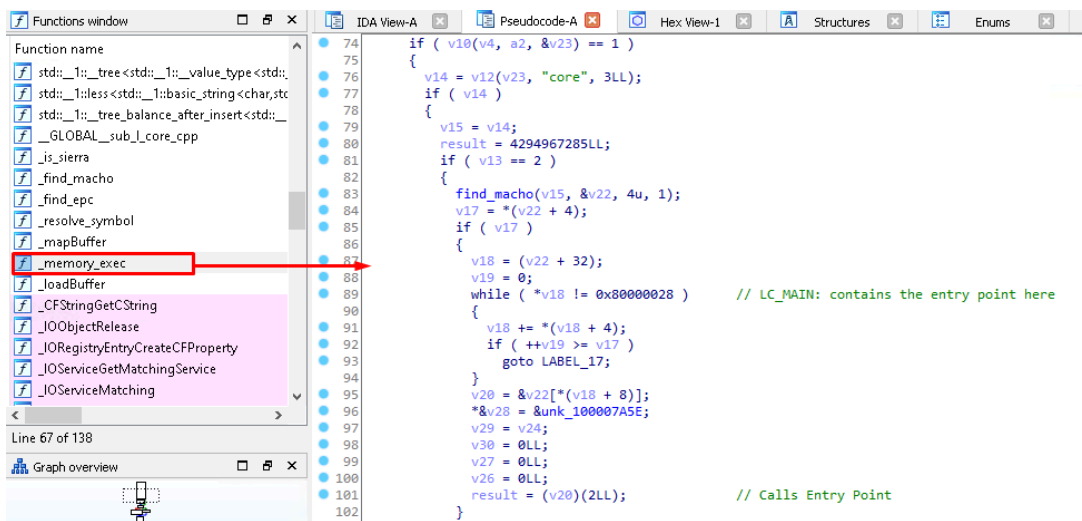 Functions window
IDA View-A
Pseudocode-A
Hex View-1
Structures
Enums
Function name
std::__1::__tree<std::__1::__value_type<std::
std::__1::less<std::__1::basic_string<char,stc
std::__1::__tree_balance_after_insert<std::__
__GLOBAL__sub_I_core_cpp
_is_sierra
_find_macho
_find_epc
_resolve_symbol
_mapBuffer
_memory_exec
_loadBuffer
_CFStringGetCString
_IOObjectRelease
_IORegistryEntryCreateCFProperty
_IOServiceGetMatchingService
_IOServiceMatching
Line 67 of 138
Graph overview
74 if ( v10(v4, a2, &v23) == 1 )
75 {
76 v14 = v12(v23, "core", 3LL);
77 if ( v14 )
78 {
79 v15 = v14;
80 result = 4294967285LL;
81 if ( v13 == 2 )
82 {
83 find_macho(v15, &v22, 4u, 1);
84 v17 = *(v22 + 4);
85 if ( v17 )
86 {
87 v18 = (v22 + 32);
88 v19 = 0;
89 while ( *v18 != 0x80000028 ) // LC_MAIN: contains the entry point here
90 {
91 v18 += *(v18 + 4);
92 if ( ++v19 >= v17 )
93 goto LABEL_17;
94 }
95 v20 = &v22[*(v18 + 8)];
96 *&v28 = &unk_100007A5E;
97 v29 = v24;
98 v30 = 0LL;
99 v27 = 0LL;
100 v26 = 0LL;
101 result = (v20)(2LL); // Calls Entry Point
102 }